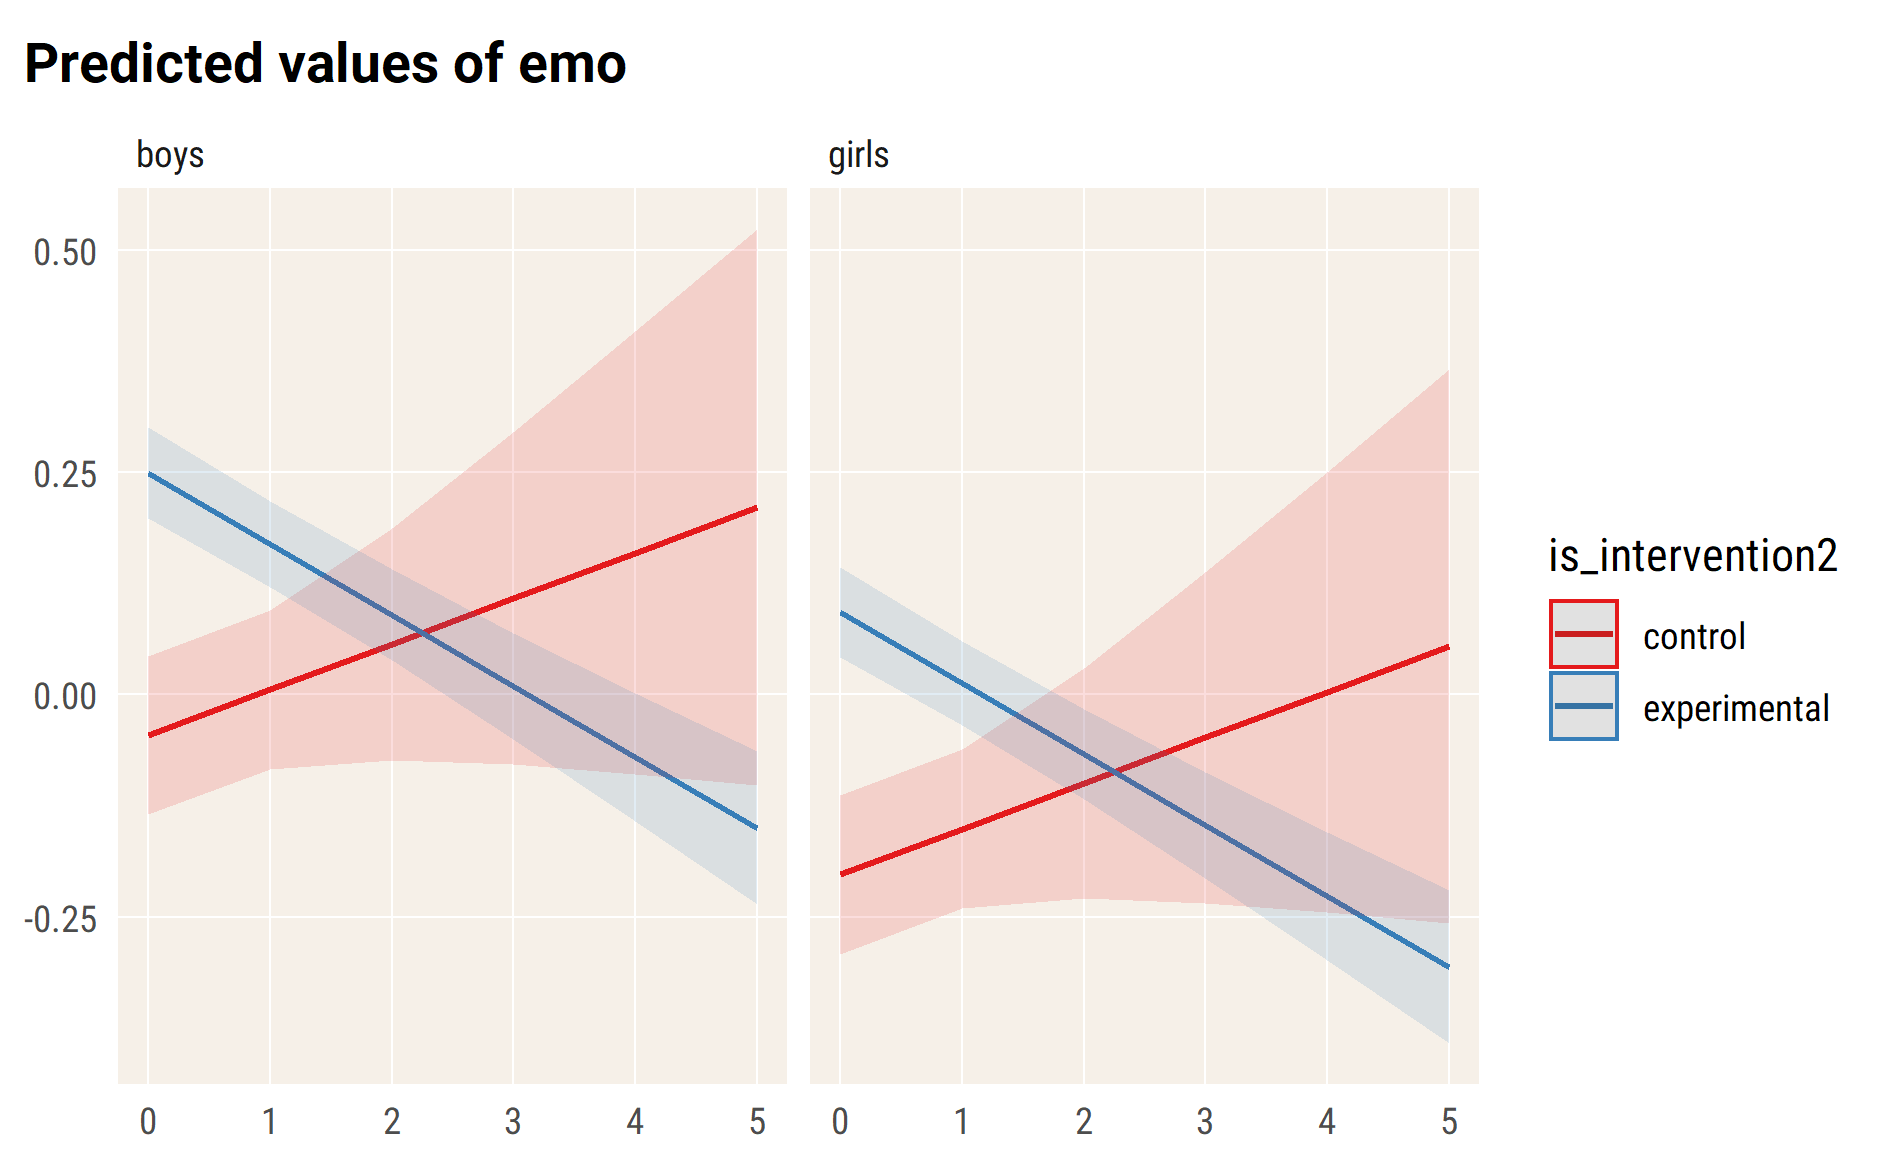 Predicted values of emo
boys
girls
0.50
0.25
0.00
-0.25
0 1 2 3 4 5
0 1 2 3 4 5
is_intervention2
control
experimental